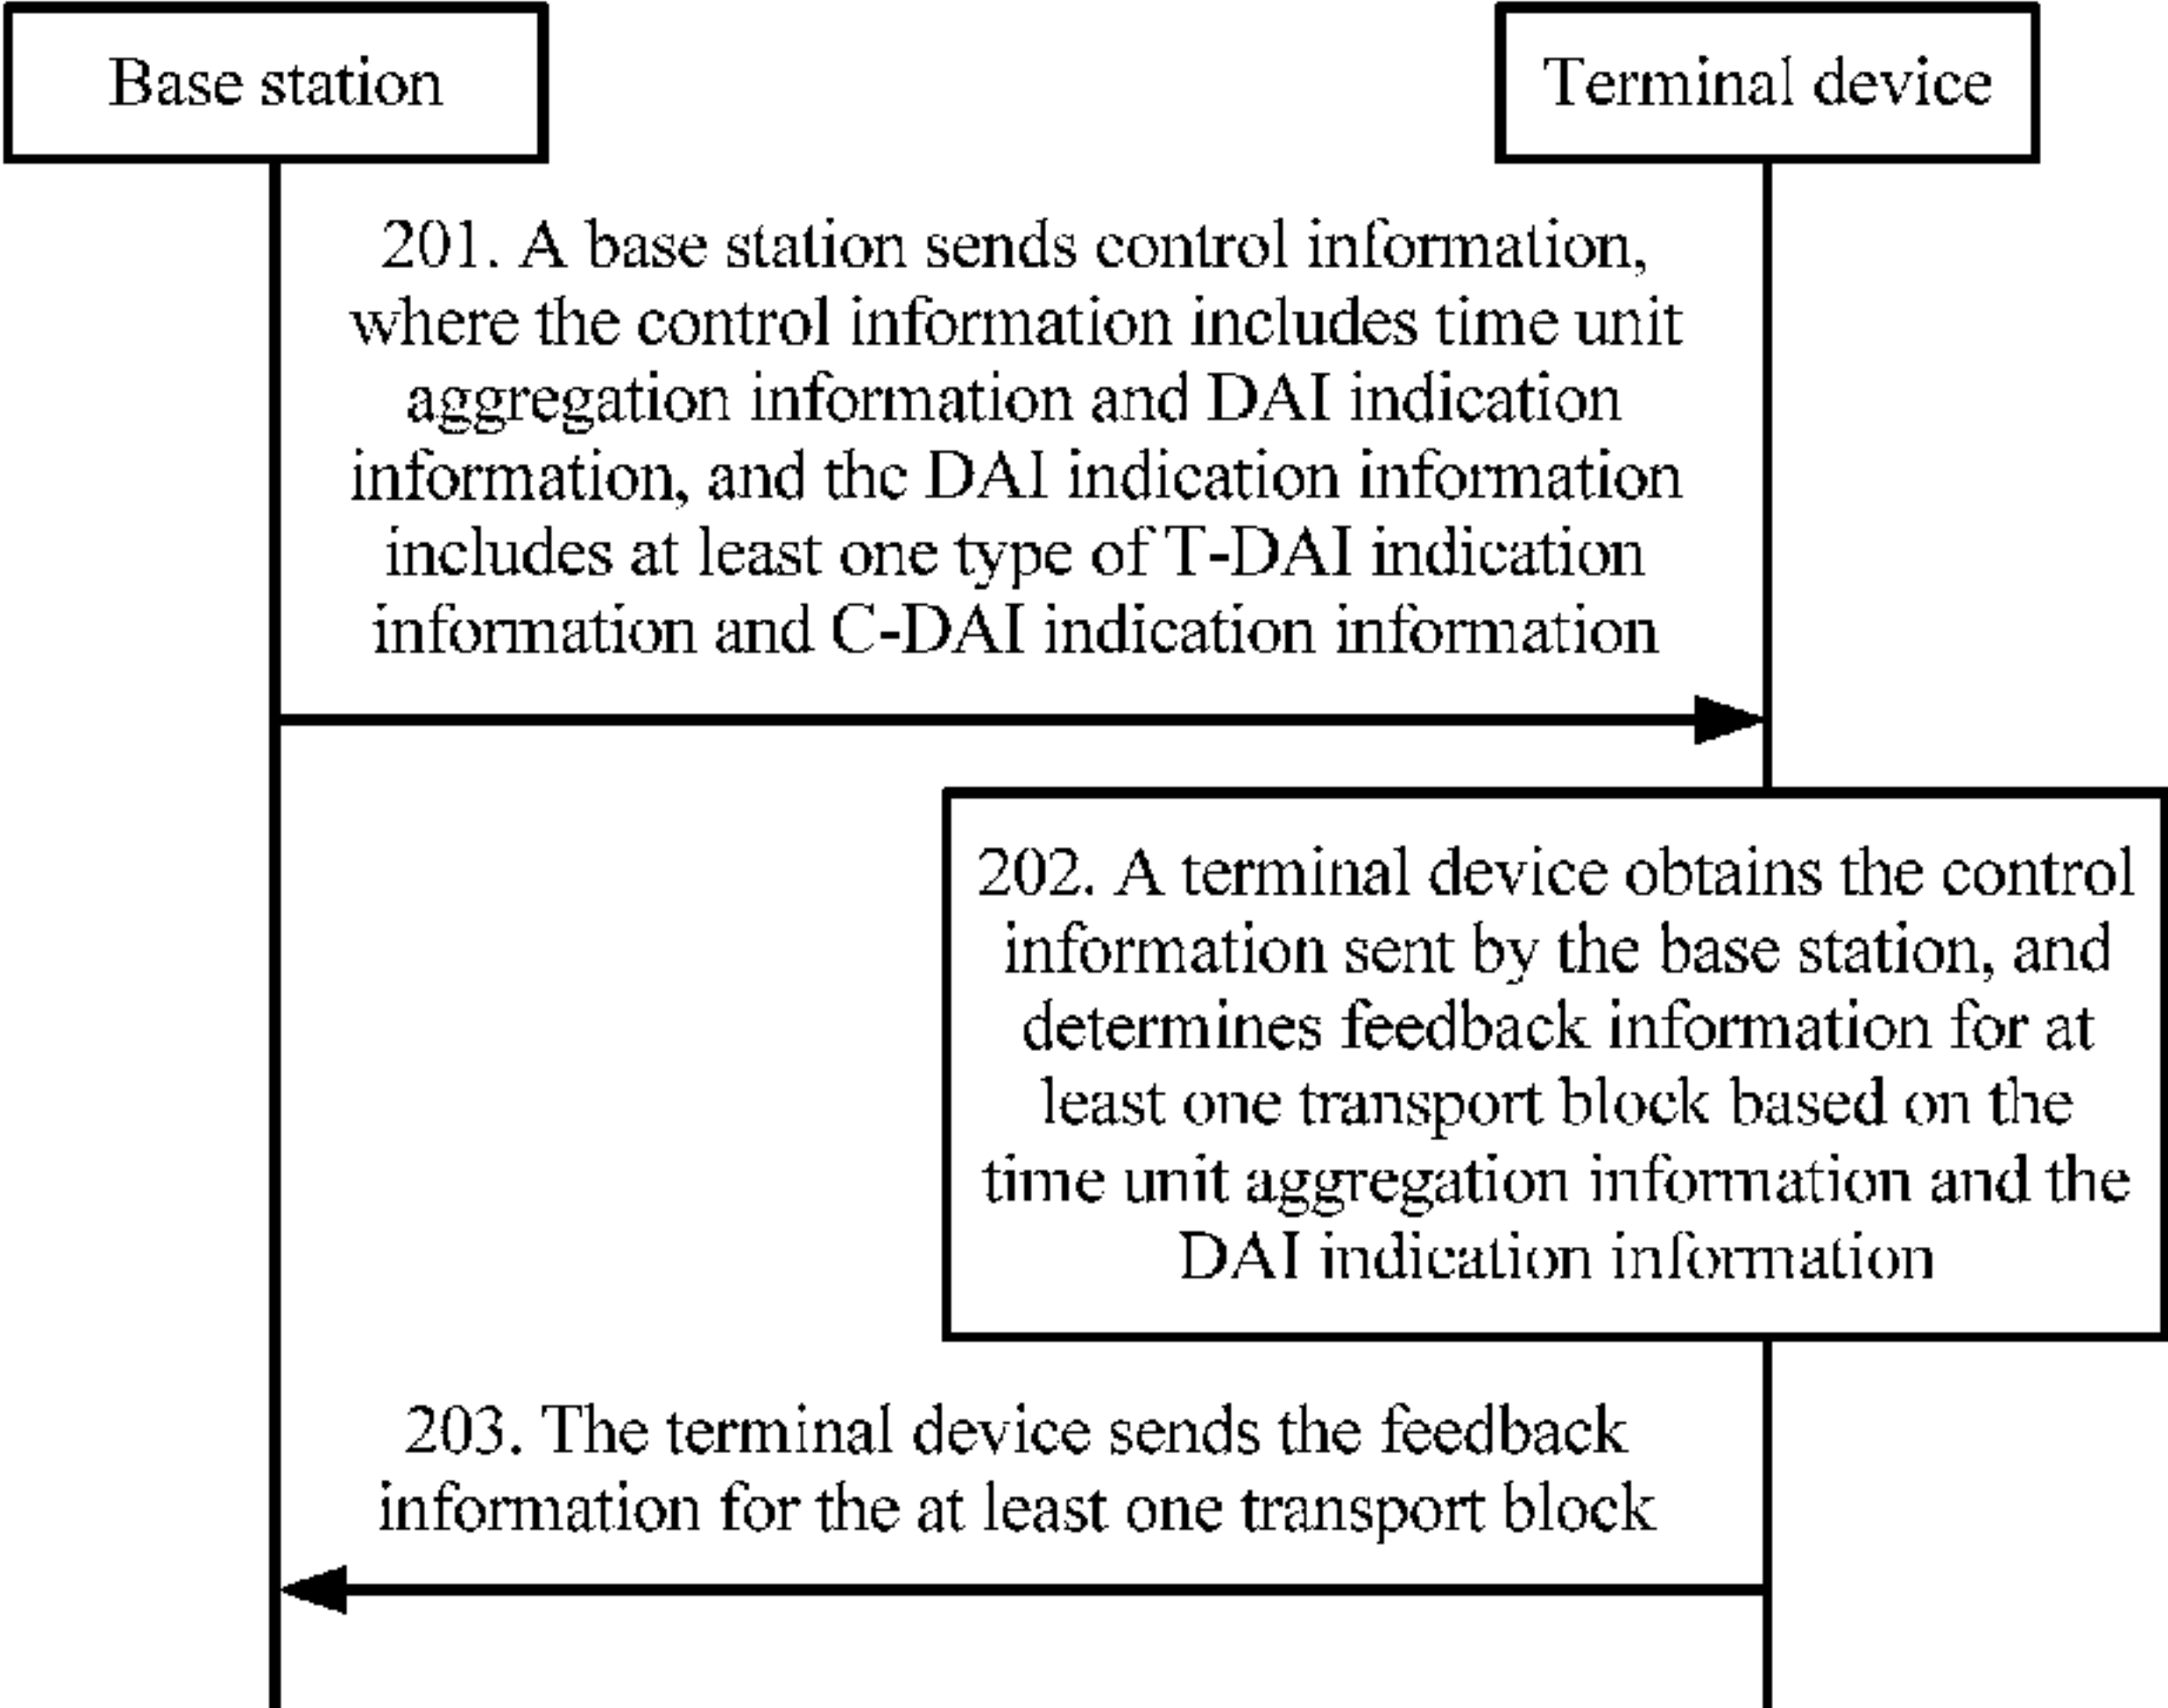 Base station
Terminal device
201. A base station sends control information,
where the control information includes time unit
aggregation information and DAI indication
information, and the DAI indication information
includes at least one type of T-DAI indication
information and C-DAI indication information
202. A terminal device obtains the control
information sent by the base station, and
determines feedback information for at
least one transport block based on the
time unit aggregation information and the
DAI indication information
203. The terminal device sends the feedback
information for the at least one transport block